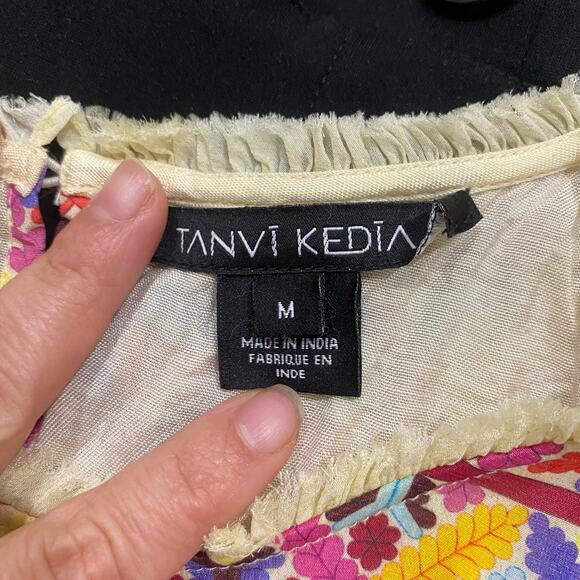 TANVĪ KEDĪA
M
MADE IN INDIA
FABRIQUE EN
INDE